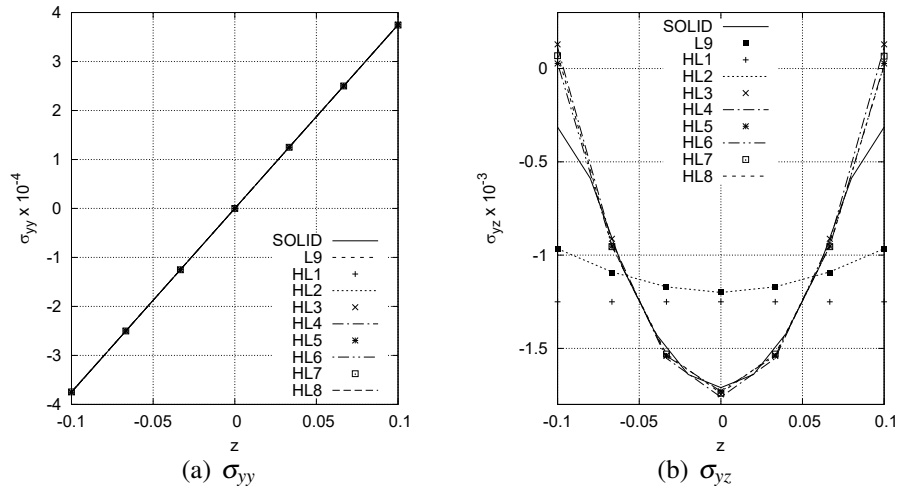 4
3
2
1
0
-1
-2
-3
-4
σyy x 10-4
-0.1
-0.05
0
0.05
0.1
z
SOLID
L9
HL1
HL2
HL3
HL4
HL5
HL6
HL7
HL8
(a) σyy
0
-0.5
-1
-1.5
σyz x 10-3
-0.1
-0.05
0
0.05
0.1
z
SOLID
L9
HL1
HL2
HL3
HL4
HL5
HL6
HL7
HL8
(b) σyz